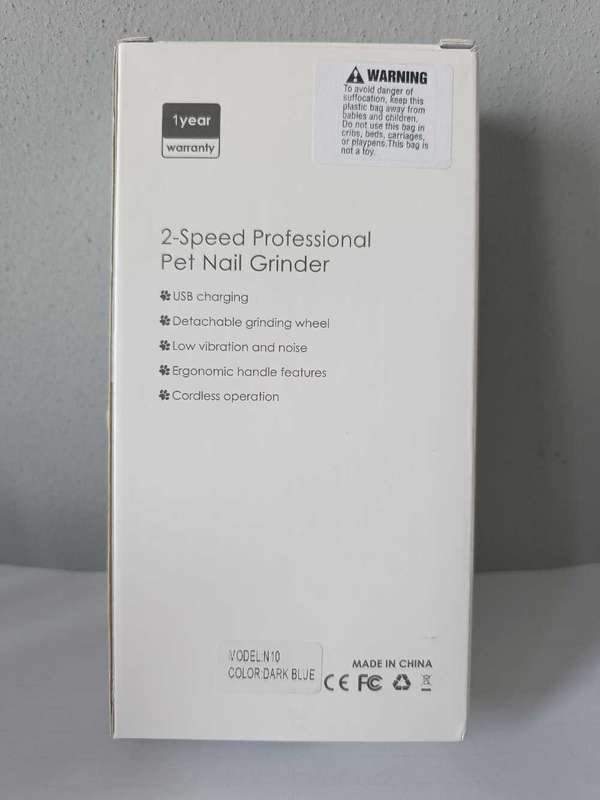 1year
warranty
WARNING
To avoid danger of
suffocation, keep this
plastic bag away from
babies and children.
Do not use this bag in
cribs, beds, carriages,
or playpens.This bag is
not a toy.
2-Speed Professional
Pet Nail Grinder
USB charging
Detachable grinding wheel
Low vibration and noise
Ergonomic handle features
Cordless operation
MODEL:N10
COLOR:DARK BLUE
MADE IN CHINA
CE FC